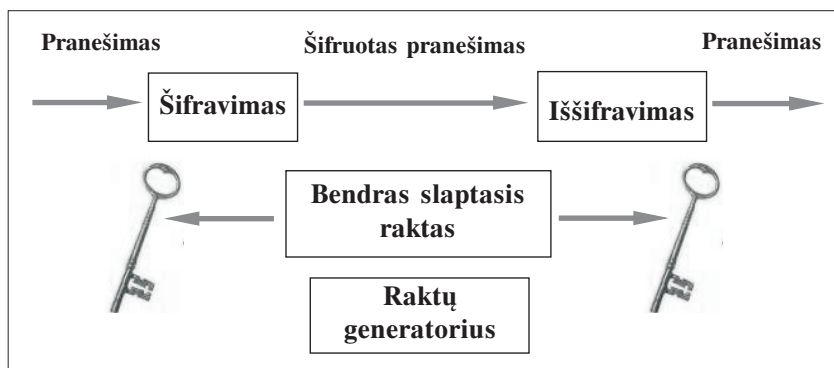 Pranešimas
Šifruotas pranešimas
Pranešimas
Šifravimas
Iššifravimas
Bendras slaptasis
raktas
Raktų
generatorius